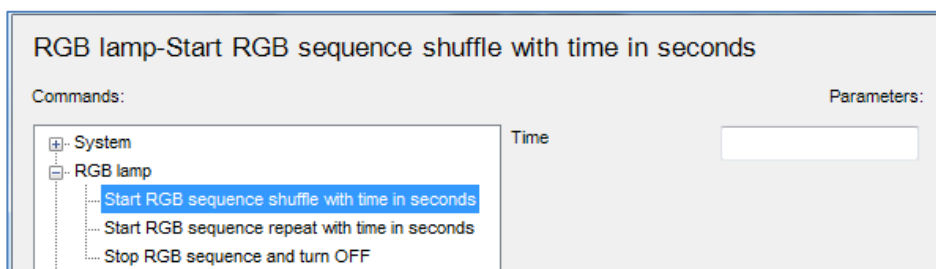 RGB lamp-Start RGB sequence shuffle with time in seconds
Commands:
Parameters:
System
Time
RGB lamp
Start RGB sequence shuffle with time in seconds
Start RGB sequence repeat with time in seconds
Stop RGB sequence and turn OFF